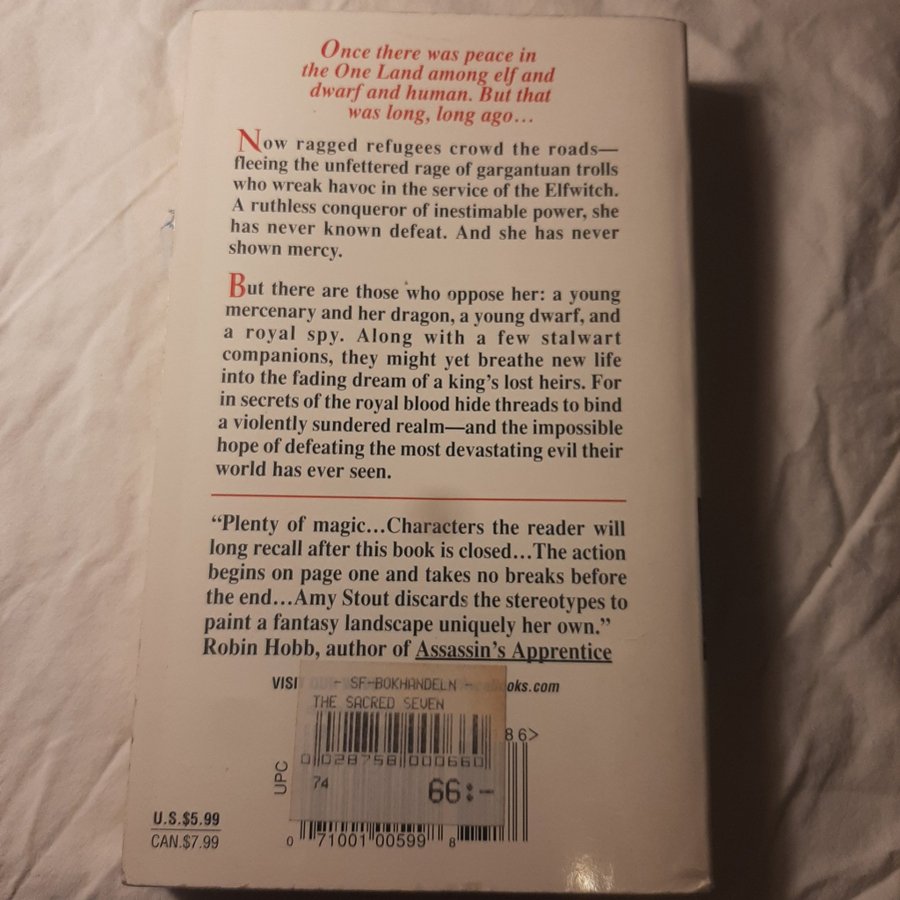 Once there was peace in
the One Land among elf and
dwarf and human. But that
was long, long ago...
Now ragged refugees crowd the roads—
fleeing the unfettered rage of gargantuan trolls
who wreak havoc in the service of the Elfwitch.
A ruthless conqueror of inestimable power, she
has never known defeat. And she has never
shown mercy.
But there are those who oppose her: a young
mercenary and her dragon, a young dwarf, and
a royal spy. Along with a few stalwart
companions, they might yet breathe new life
into the fading dream of a king's lost heirs. For
in secrets of the royal blood hide threads to bind
a violently sundered realm—and the impossible
hope of defeating the most devastating evil their
world has ever seen.
“Plenty of magic...Characters the reader will
long recall after this book is closed...The action
begins on page one and takes no breaks before
the end...Amy Stout discards the stereotypes to
paint a fantasy landscape uniquely her own.”
Robin Hobb, author of Assassin's Apprentice
- SF-BOKHANDELN -
THE SACRED SEVEN
86>
0 028758 000660
74
66:-
UPC
U.S.$5.99
CAN.$7.99
0 71001 00599 8